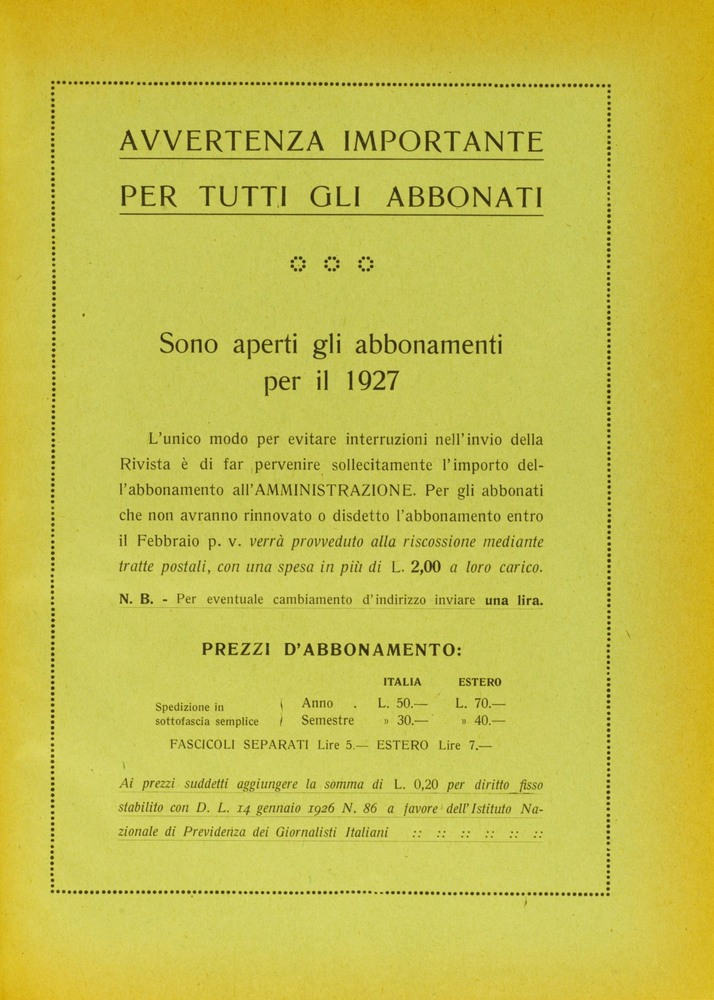 AVVERTENZA IMPORTANTE
PER TUTTI GLI ABBONATI
Sono aperti gli abbonamenti
per il 1927
L'unico modo per evitare interruzioni nell'invio della
Rivista è di far pervenire sollecitamente l'importo del-
l'abbonamento all'AMMINISTRAZIONE. Per gli abbonati
che non avranno rinnovato o disdetto l'abbonamento entro
il Febbraio p. v. verrà provveduto alla riscossione mediante
tratte postali, con una spesa in più di L. 2,00 a loro carico.
N. B. - Per eventuale cambiamento d'indirizzo inviare una lira.
PREZZI D'ABBONAMENTO:
ITALIA ESTERO
Spedizione in Anno . L. 50.— L. 70.—
sottofascia semplice Semestre » 30.— » 40.—
FASCICOLI SEPARATI Lire 5.— ESTERO Lire 7.—
Ai prezzi suddetti aggiungere la somma di L. 0,20 per diritto fisso
stabilito con D. L. 14 gennaio 1926 N. 86 a favore dell'Istituto Na-
zionale di Previdenza dei Giornalisti Italiani :: :: :: :: :: ::